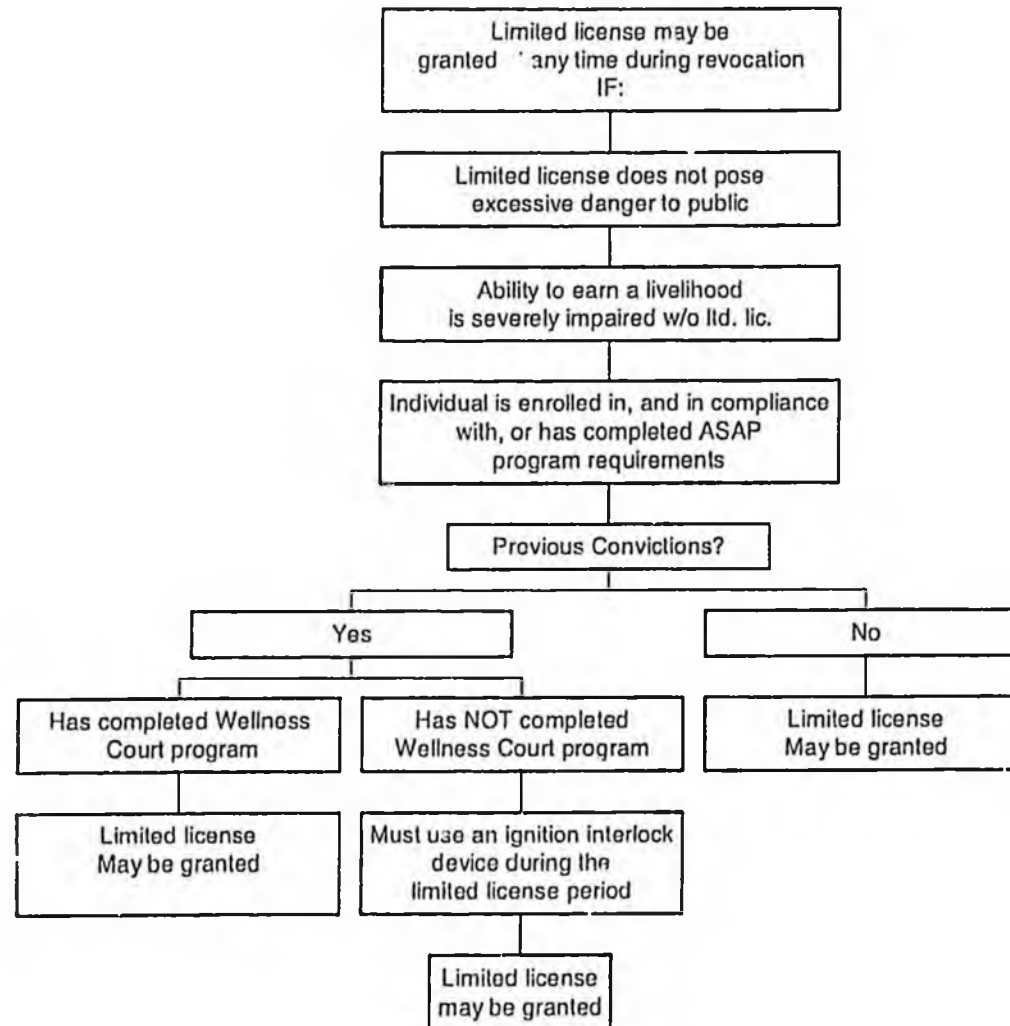 Limited license may be
granted any time during revocation
IF:
Limited license does not pose
excessive danger to public
Ability to earn a livelihood
is severely impaired w/o ltd. lic.
Individual is enrolled in, and in compliance
with, or has completed ASAP
program requirements
Previous Convictions?
Yes
No
Has completed Wellness
Court program
Has NOT completed
Wellness Court program
Limited license
May be granted
Limited license
May be granted
Must use an ignition interlock
device during the
limited license period
Limited license
may be granted